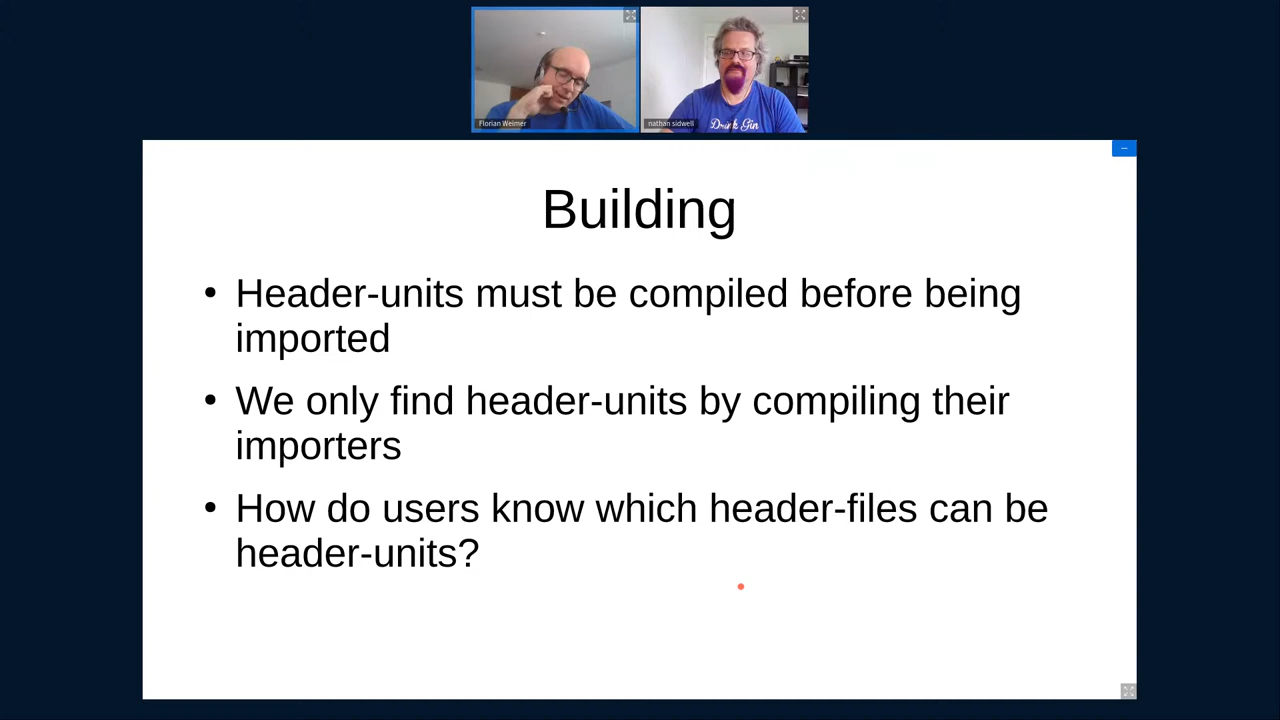 Florian Weimer
nathan sidwell
Drink Gin
Building
• Header-units must be compiled before being
imported
• We only find header-units by compiling their
importers
• How do users know which header-files can be
header-units?